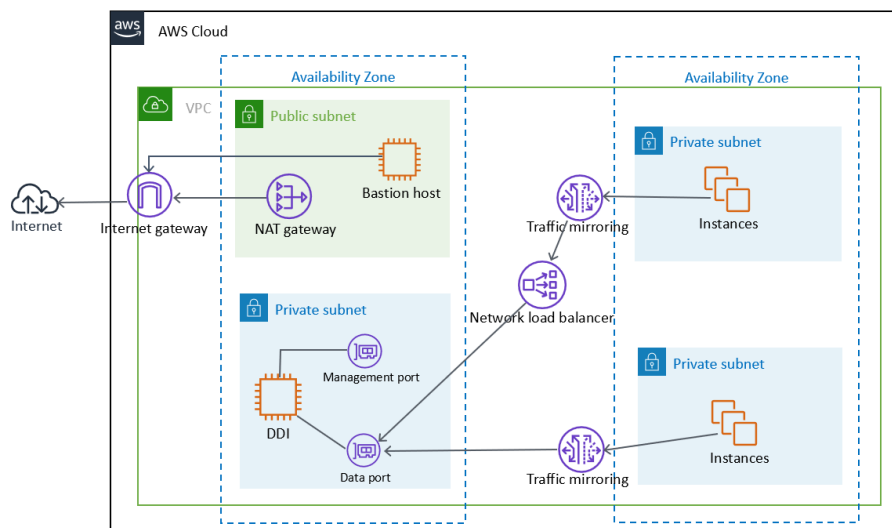 aws
AWS Cloud
Availability Zone
Availability Zone
VPC
Public subnet
Private subnet
Bastion host
Instances
Internet
Internet gateway
NAT gateway
Traffic mirroring
Network load balancer
Private subnet
Management port
DDI
Data port
Private subnet
Instances
Traffic mirroring